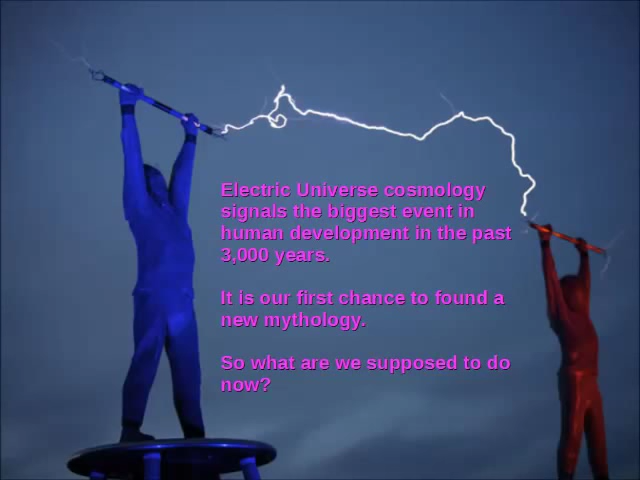 Electric Universe cosmology
signals the biggest event in
human development in the past
3,000 years.
It is our first chance to found a
new mythology.
So what are we supposed to do
now?